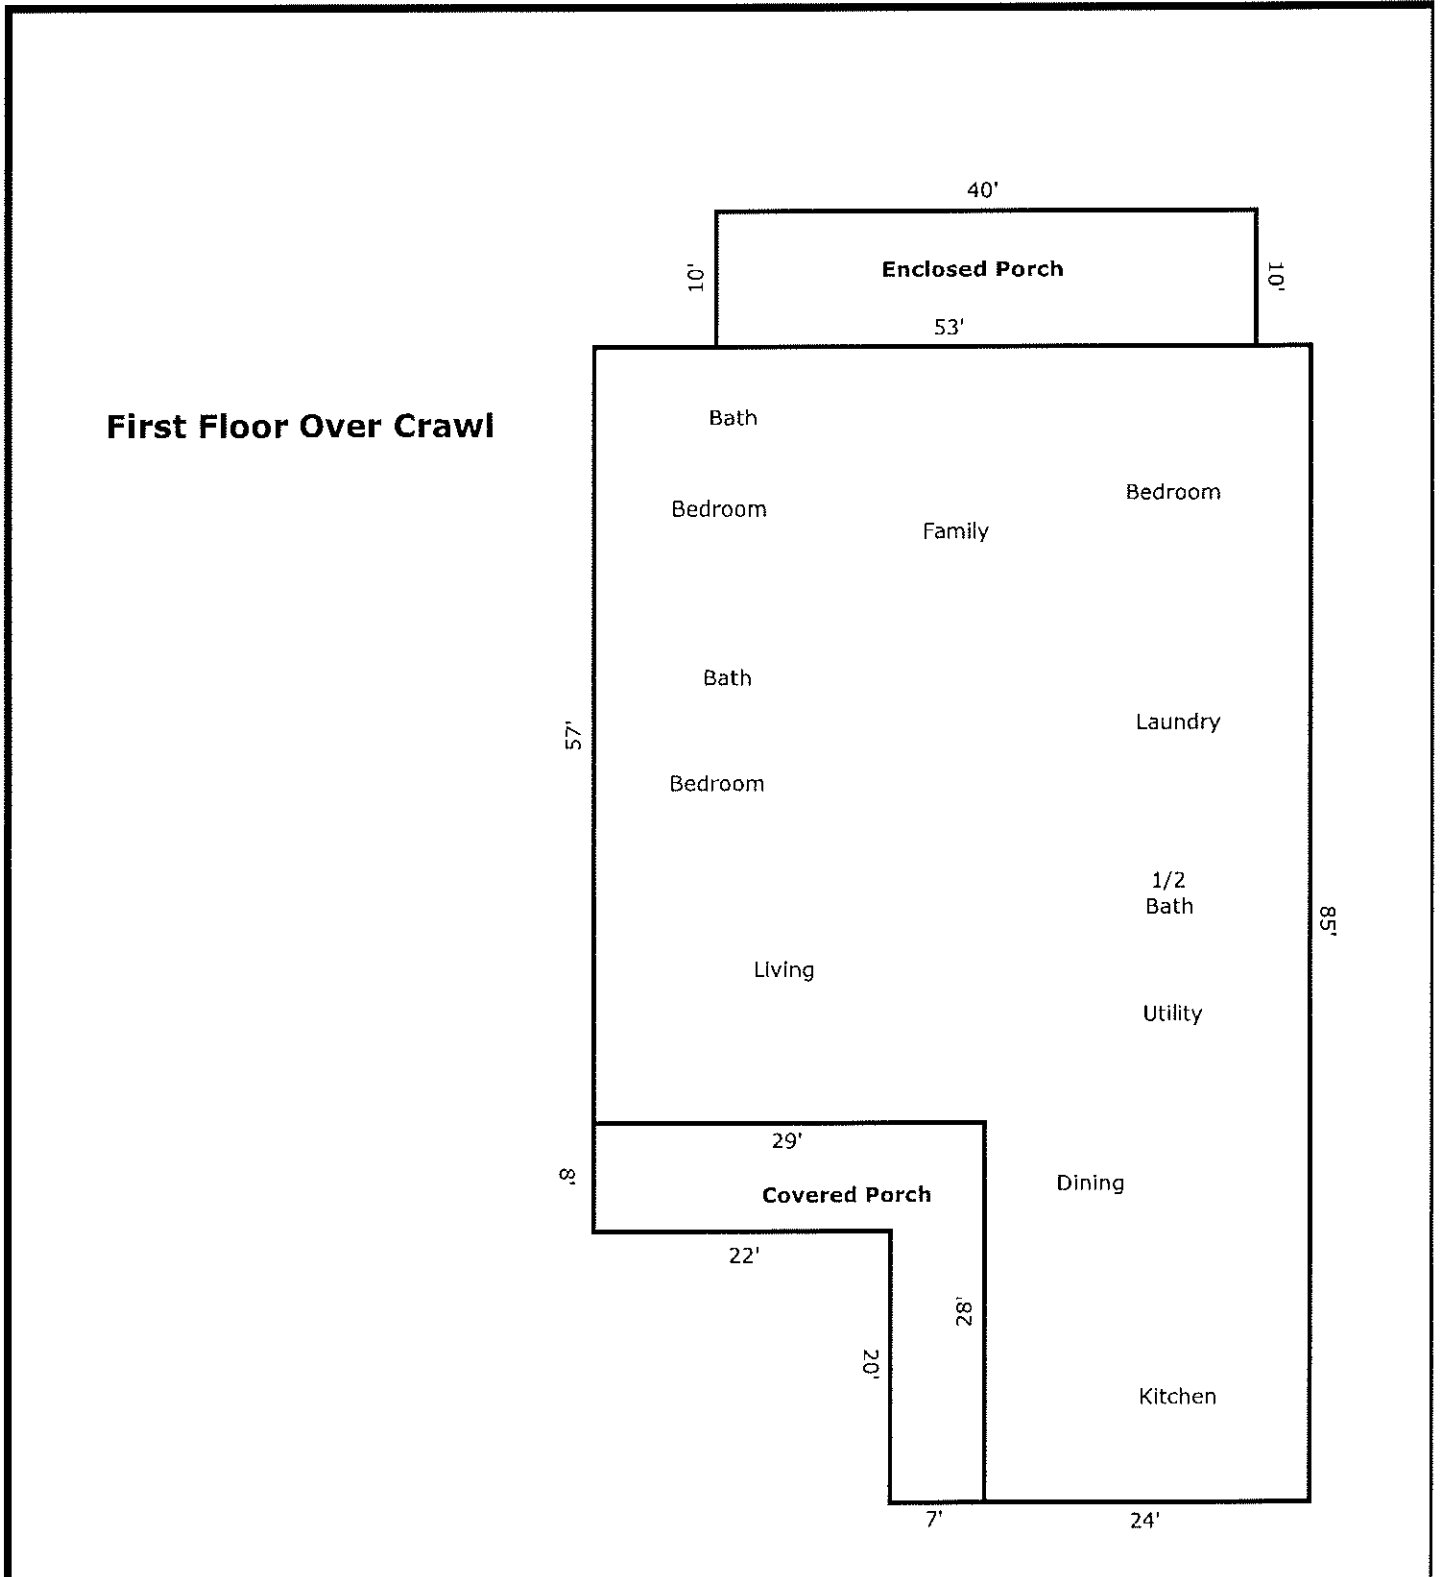 40'
10'
Enclosed Porch
10'
53'
First Floor Over Crawl
Bath
Bedroom
Bedroom
Family
Bath
57'
Laundry
Bedroom
1/2
Bath
85'
Living
Utility
29'
8'
Covered Porch
Dining
22'
28'
20'
Kitchen
7'
24'